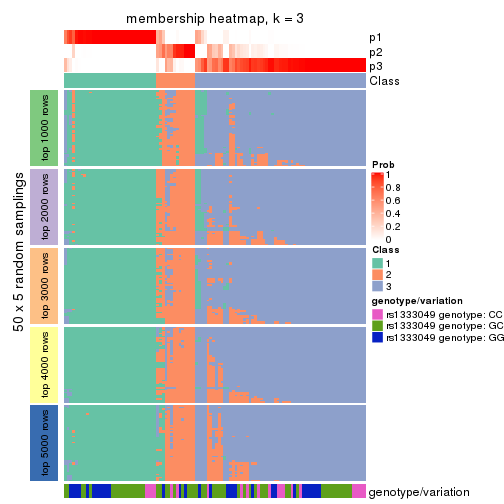 membership heatmap, k = 3
p1
p2
p3
Class
50 x 5 random samplings
top 1000 rows
top 2000 rows
top 3000 rows
top 4000 rows
top 5000 rows
genotype/variation
Prob
1
0.8
0.6
0.4
0.2
0
Class
1
2
3
genotype/variation
rs1333049 genotype: CC
rs1333049 genotype: GC
rs1333049 genotype: GG